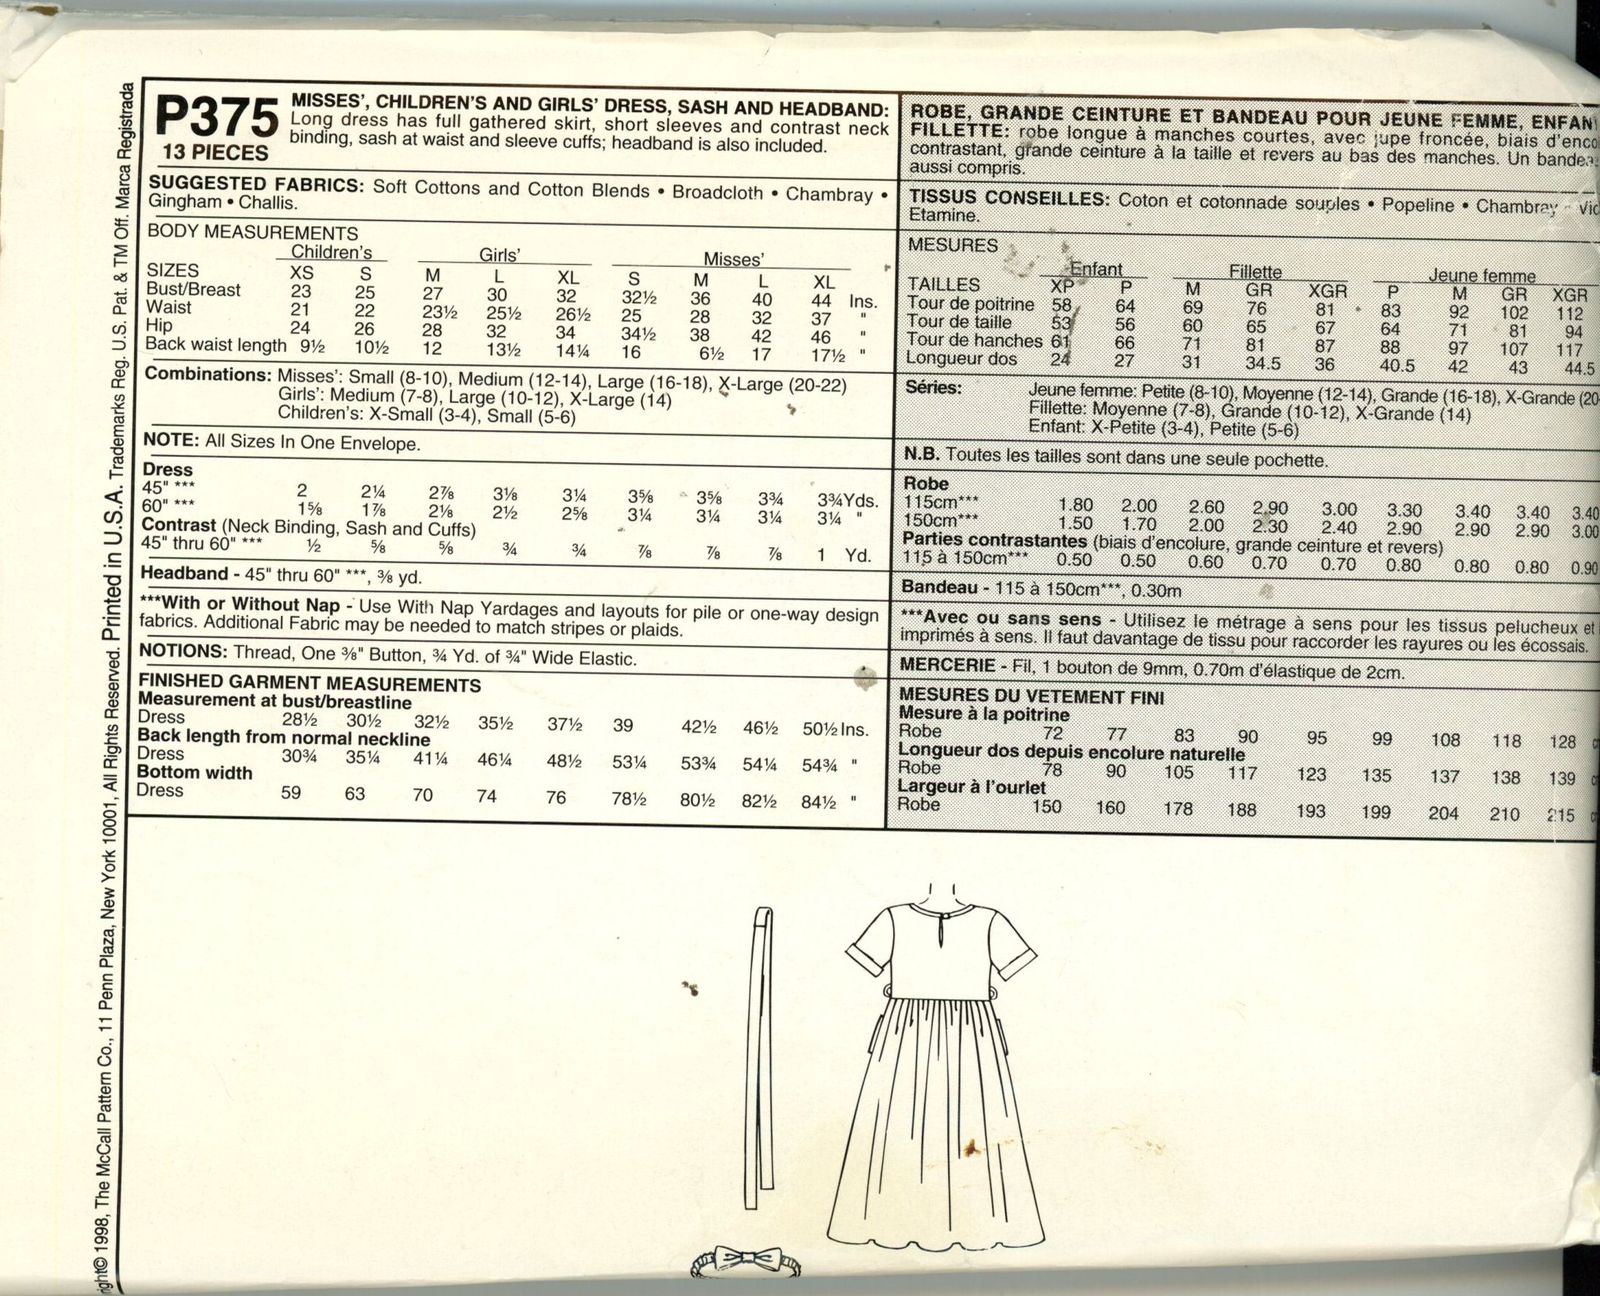 right© 1998, The McCall Pattern Co., 11 Penn Plaza, New York 10001, All Rights Reserved. Printed in U.S.A. Trademarks Reg. U.S. Pat. & TM Off. Marca Registrada
P375
13 PIECES
MISSES', CHILDREN'S AND GIRLS' DRESS, SASH AND HEADBAND:
Long dress has full gathered skirt, short sleeves and contrast neck
binding, sash at waist and sleeve cuffs; headband is also included.
SUGGESTED FABRICS: Soft Cottons and Cotton Blends • Broadcloth • Chambray •
Gingham • Challis.
BODY MEASUREMENTS
Children's Girls' Misses'
SIZES XS S M L XL S M L XL
Bust/Breast 23 25 27 30 32 32½ 36 40 44 Ins.
Waist 21 22 23½ 25½ 26½ 25 28 32 37 "
Hip 24 26 28 32 34 34½ 38 42 46 "
Back waist length 9½ 10½ 12 13½ 14¼ 16 6½ 17 17½ "
Combinations: Misses': Small (8-10), Medium (12-14), Large (16-18), X-Large (20-22)
Girls': Medium (7-8), Large (10-12), X-Large (14)
Children's: X-Small (3-4), Small (5-6)
NOTE: All Sizes In One Envelope.
Dress
45" *** 2 2¼ 2⅞ 3⅛ 3¼ 3⅝ 3⅝ 3¾ 3¾ Yds.
60" *** 1⅝ 1⅞ 2⅛ 2½ 2⅝ 3¼ 3¼ 3¼ 3¼ "
Contrast (Neck Binding, Sash and Cuffs)
45" thru 60" *** ½ ⅝ ⅝ ¾ ¾ ⅞ ⅞ ⅞ 1 Yd.
Headband - 45" thru 60" ***, ⅜ yd.
***With or Without Nap - Use With Nap Yardages and layouts for pile or one-way design
fabrics. Additional Fabric may be needed to match stripes or plaids.
NOTIONS: Thread, One ⅜" Button, ¾ Yd. of ¾" Wide Elastic.
FINISHED GARMENT MEASUREMENTS
Measurement at bust/breastline
Dress 28½ 30½ 32½ 35½ 37½ 39 42½ 46½ 50½ Ins.
Back length from normal neckline
Dress 30¾ 35¼ 41¼ 46¼ 48½ 53¼ 53¾ 54¼ 54¾ "
Bottom width
Dress 59 63 70 74 76 78½ 80½ 82½ 84½ "
ROBE, GRANDE CEINTURE ET BANDEAU POUR JEUNE FEMME, ENFAN
FILLETTE: robe longue à manches courtes, avec jupe froncée, biais d'enco
contrastant, grande ceinture à la taille et revers au bas des manches. Un bandea
aussi compris.
TISSUS CONSEILLES: Coton et cotonnade souples • Popeline • Chambray • Vic
Etamine.
MESURES
Enfant Fillette Jeune femme
TAILLES XP P M GR XGR P M GR XGR
Tour de poitrine 58 64 69 76 81 83 92 102 112
Tour de taille 53 56 60 65 67 64 71 81 94
Tour de hanches 61 66 71 81 87 88 97 107 117
Longueur dos 24 27 31 34.5 36 40.5 42 43 44.5
Séries: Jeune femme: Petite (8-10), Moyenne (12-14), Grande (16-18), X-Grande (20-
Fillette: Moyenne (7-8), Grande (10-12), X-Grande (14)
Enfant: X-Petite (3-4), Petite (5-6)
N.B. Toutes les tailles sont dans une seule pochette.
Robe
115cm*** 1.80 2.00 2.60 2.90 3.00 3.30 3.40 3.40 3.40
150cm*** 1.50 1.70 2.00 2.30 2.40 2.90 2.90 2.90 3.00
Parties contrastantes (biais d'encolure, grande ceinture et revers)
115 à 150cm*** 0.50 0.50 0.60 0.70 0.70 0.80 0.80 0.80 0.90
Bandeau - 115 à 150cm***, 0.30m
***Avec ou sans sens - Utilisez le métrage à sens pour les tissus pelucheux et
imprimés à sens. Il faut davantage de tissu pour raccorder les rayures ou les écossais.
MERCERIE - Fil, 1 bouton de 9mm, 0.70m d'élastique de 2cm.
MESURES DU VETEMENT FINI
Mesure à la poitrine
Robe 72 77 83 90 95 99 108 118 128 c
Longueur dos depuis encolure naturelle
Robe 78 90 105 117 123 135 137 138 139 c
Largeur à l'ourlet
Robe 150 160 178 188 193 199 204 210 215 c